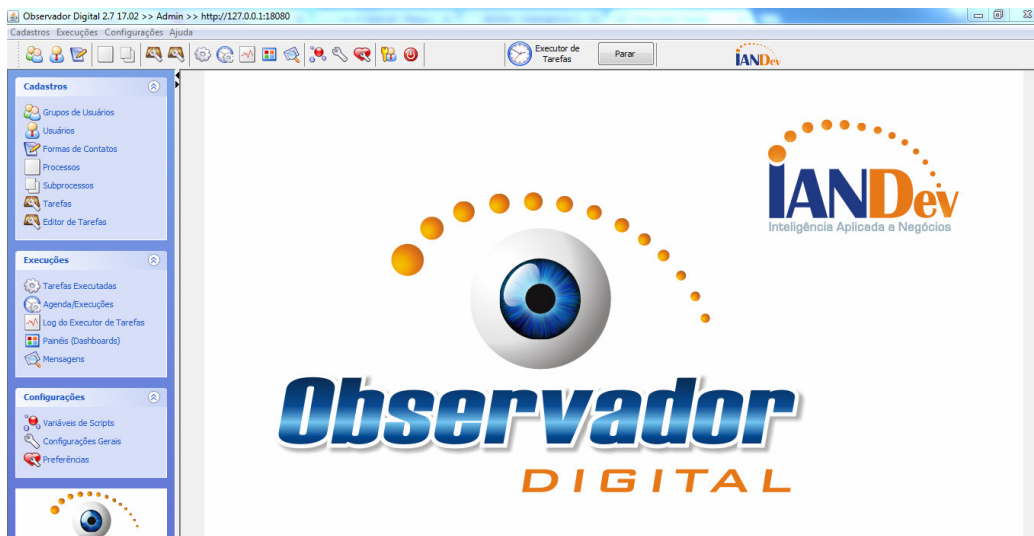 Observador Digital 2.7 17.02 >> Admin >> http://127.0.0.1:18080
Cadastros Execuções Configurações Ajuda
Executor de
Tarefas
Parar
IANDev
Cadastros
Grupos de Usuários
Usuários
Formas de Contatos
Processos
Subprocessos
Tarefas
Editor de Tarefas
Execuções
Tarefas Executadas
Agenda/Execuções
Log do Executor de Tarefas
Painéis (Dashboards)
Mensagens
Configurações
Variáveis de Scripts
Configurações Gerais
Preferências
IANDev
Inteligência Aplicada a Negócios
Observador
DIGITAL